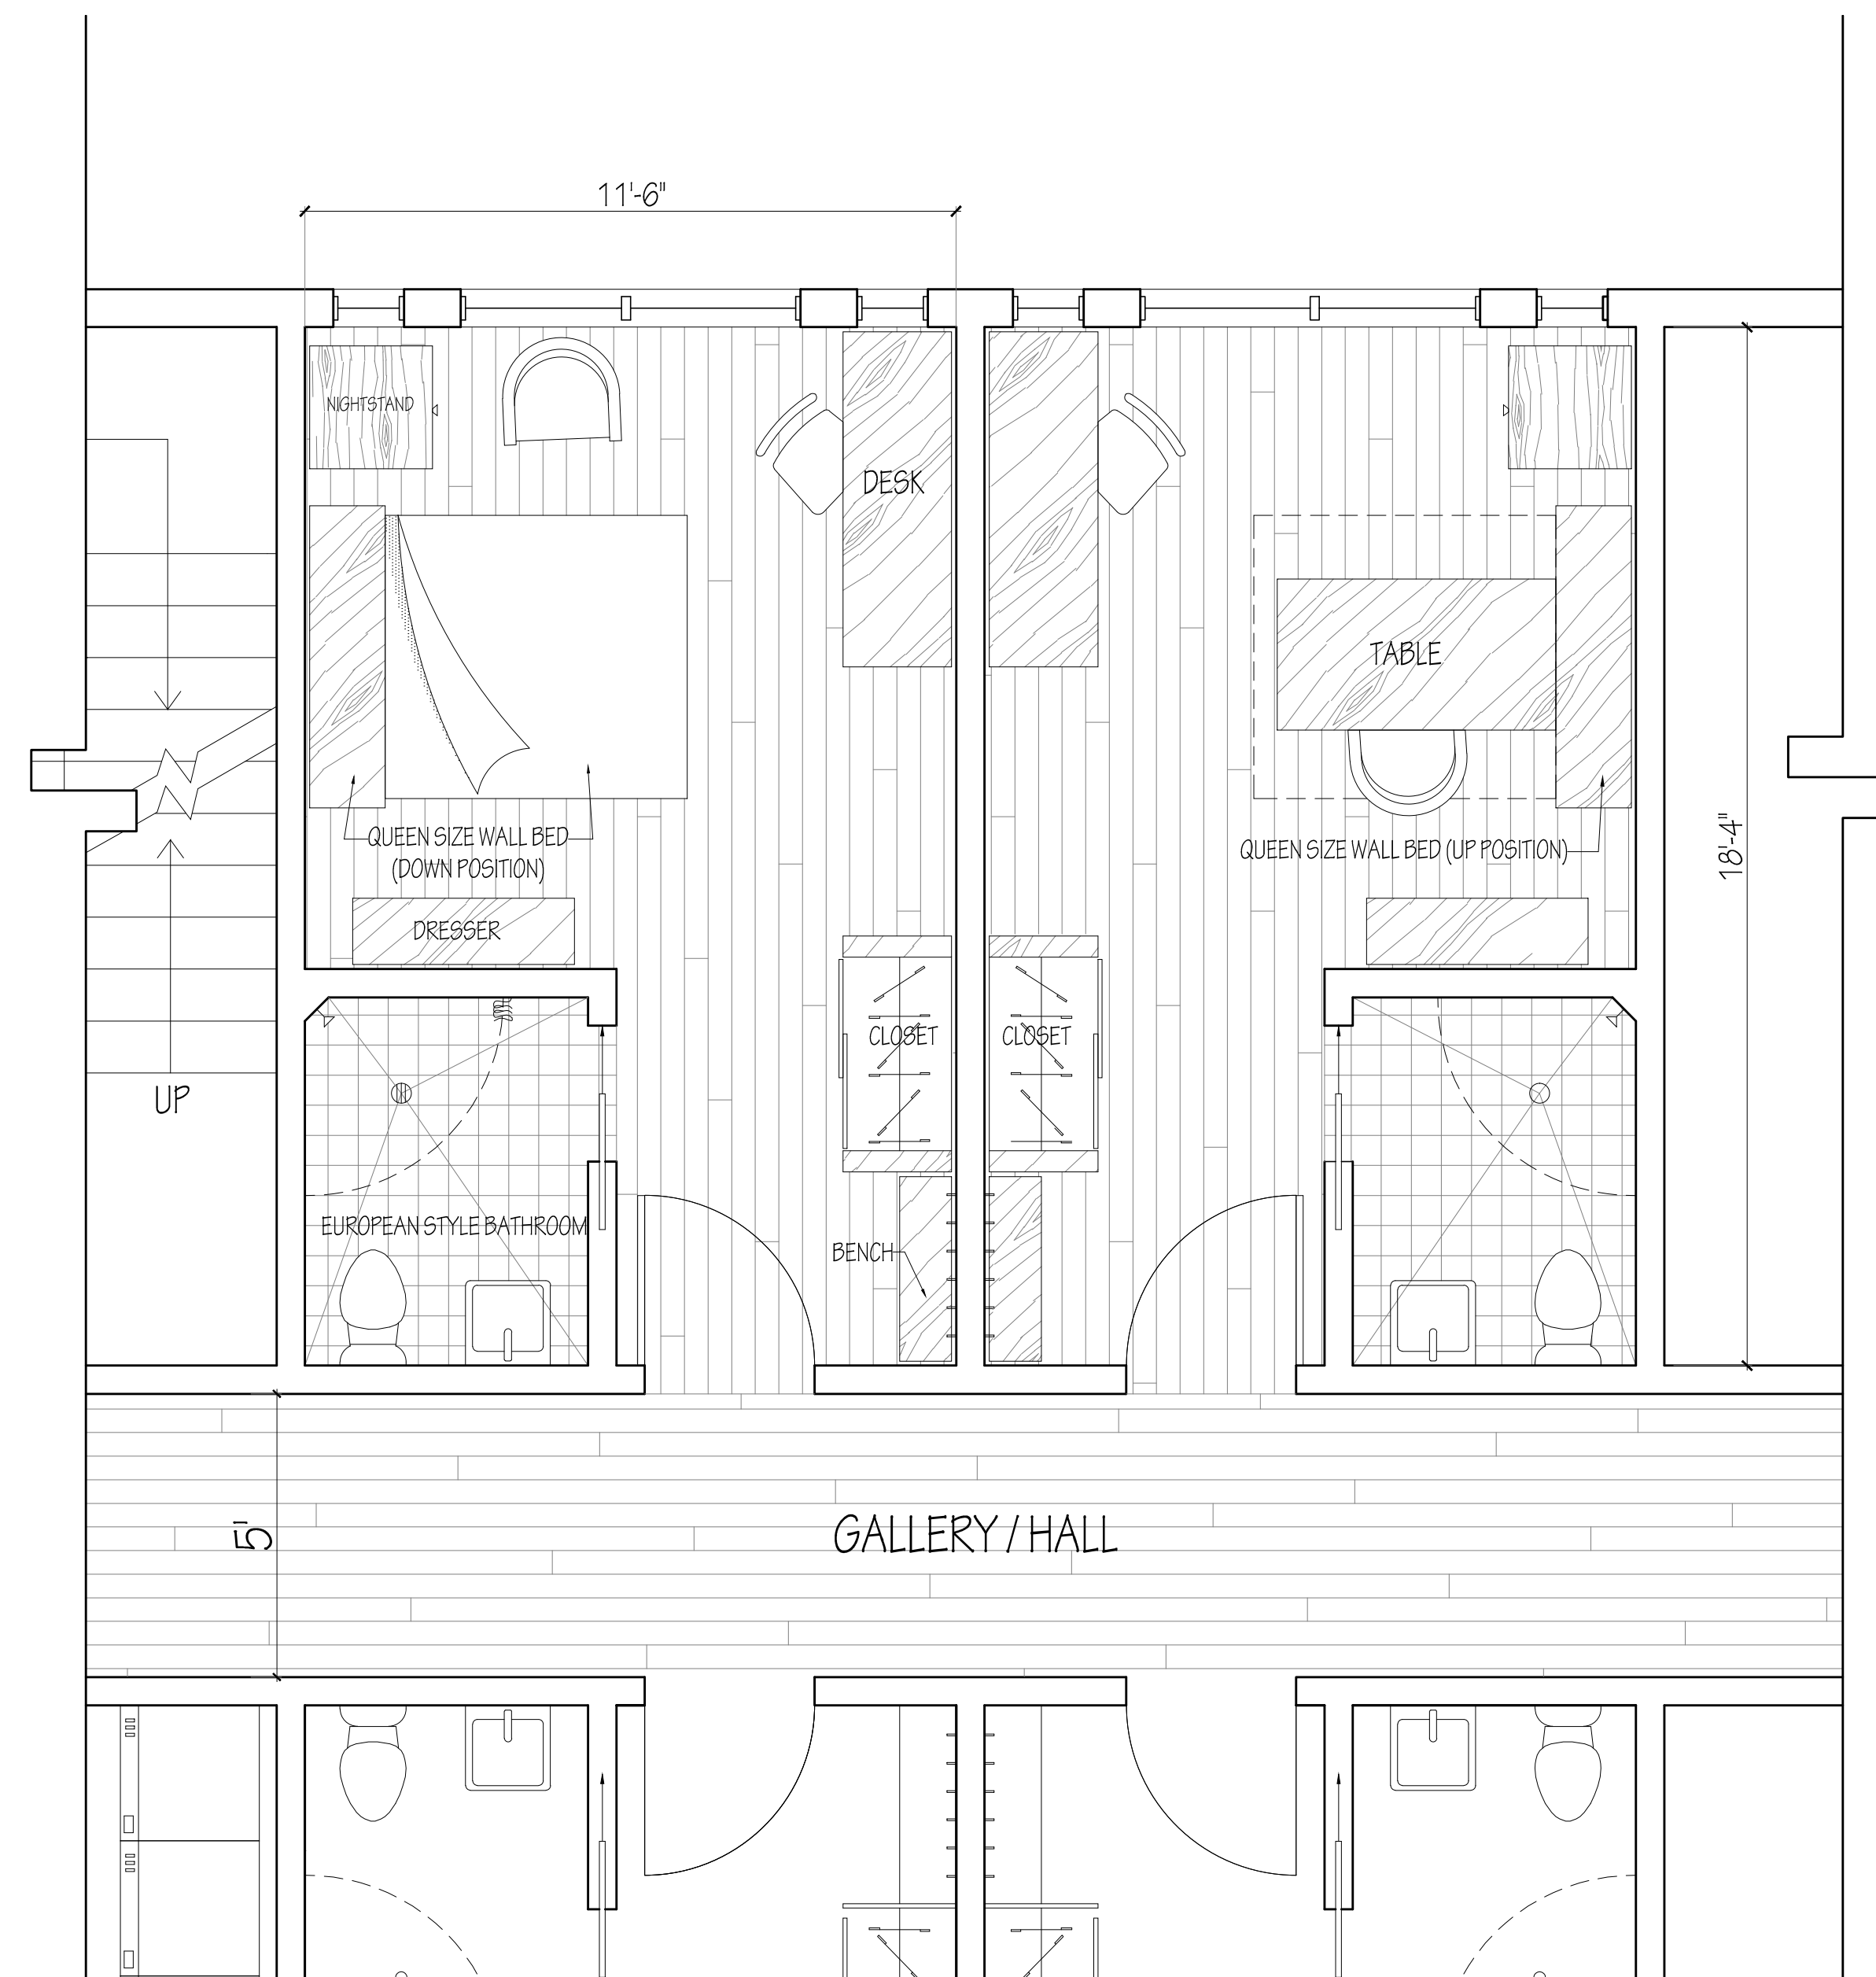 11'-6"
NIGHTSTAND
DESK
TABLE
QUEEN SIZE WALL BED
(DOWN POSITION)
QUEEN SIZE WALL BED (UP POSITION)
18'-4"
DRESSER
CLOSET
CLOSET
UP
EUROPEAN STYLE BATHROOM
BENCH
GALLERY / HALL
5'